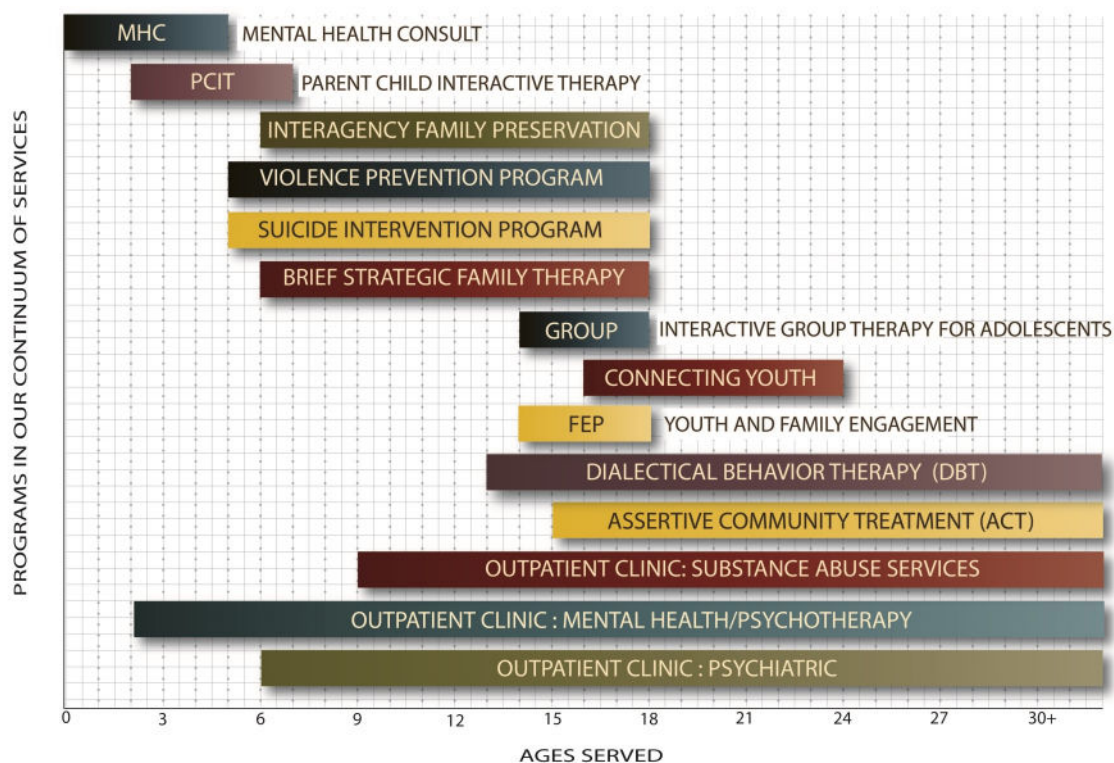 MHC MENTAL HEALTH CONSULT
PCIT PARENT CHILD INTERACTIVE THERAPY
INTERAGENCY FAMILY PRESERVATION
VIOLENCE PREVENTION PROGRAM
SUICIDE INTERVENTION PROGRAM
BRIEF STRATEGIC FAMILY THERAPY
GROUP INTERACTIVE GROUP THERAPY FOR ADOLESCENTS
CONNECTING YOUTH
FEP YOUTH AND FAMILY ENGAGEMENT
DIALECTICAL BEHAVIOR THERAPY (DBT)
ASSERTIVE COMMUNITY TREATMENT (ACT)
OUTPATIENT CLINIC: SUBSTANCE ABUSE SERVICES
OUTPATIENT CLINIC : MENTAL HEALTH/PSYCHOTHERAPY
OUTPATIENT CLINIC : PSYCHIATRIC
PROGRAMS IN OUR CONTINUUM OF SERVICES
0 3 6 9 12 15 18 21 24 27 30+
AGES SERVED